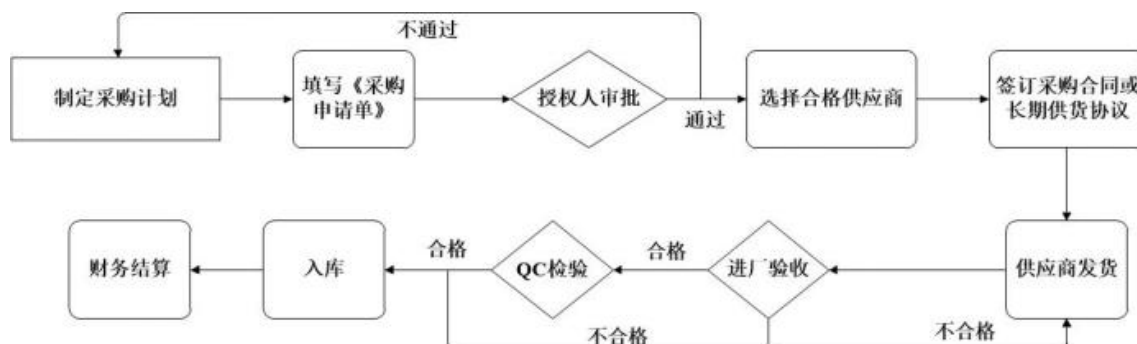 不通过
制定采购计划
填写《采购
申请单》
授权人审批
通过
选择合格供应商
签订采购合同或
长期供货协议
财务结算
入库
合格
QC检验
合格
进厂验收
供应商发货
不合格
不合格